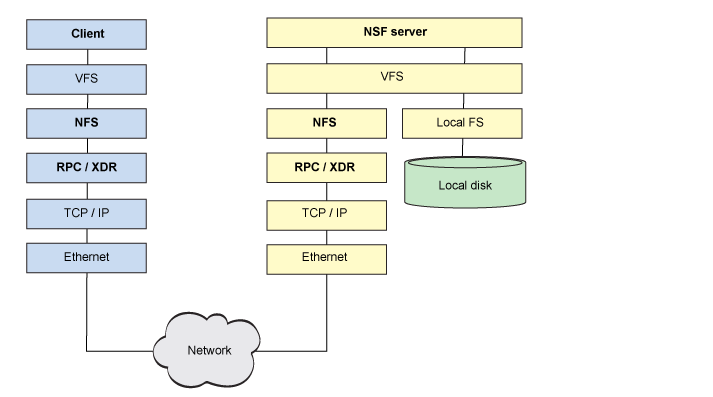 Client
VFS
NFS
RPC / XDR
TCP / IP
Ethernet
NSF server
VFS
NFS
Local FS
RPC / XDR
Local disk
TCP / IP
Ethernet
Network